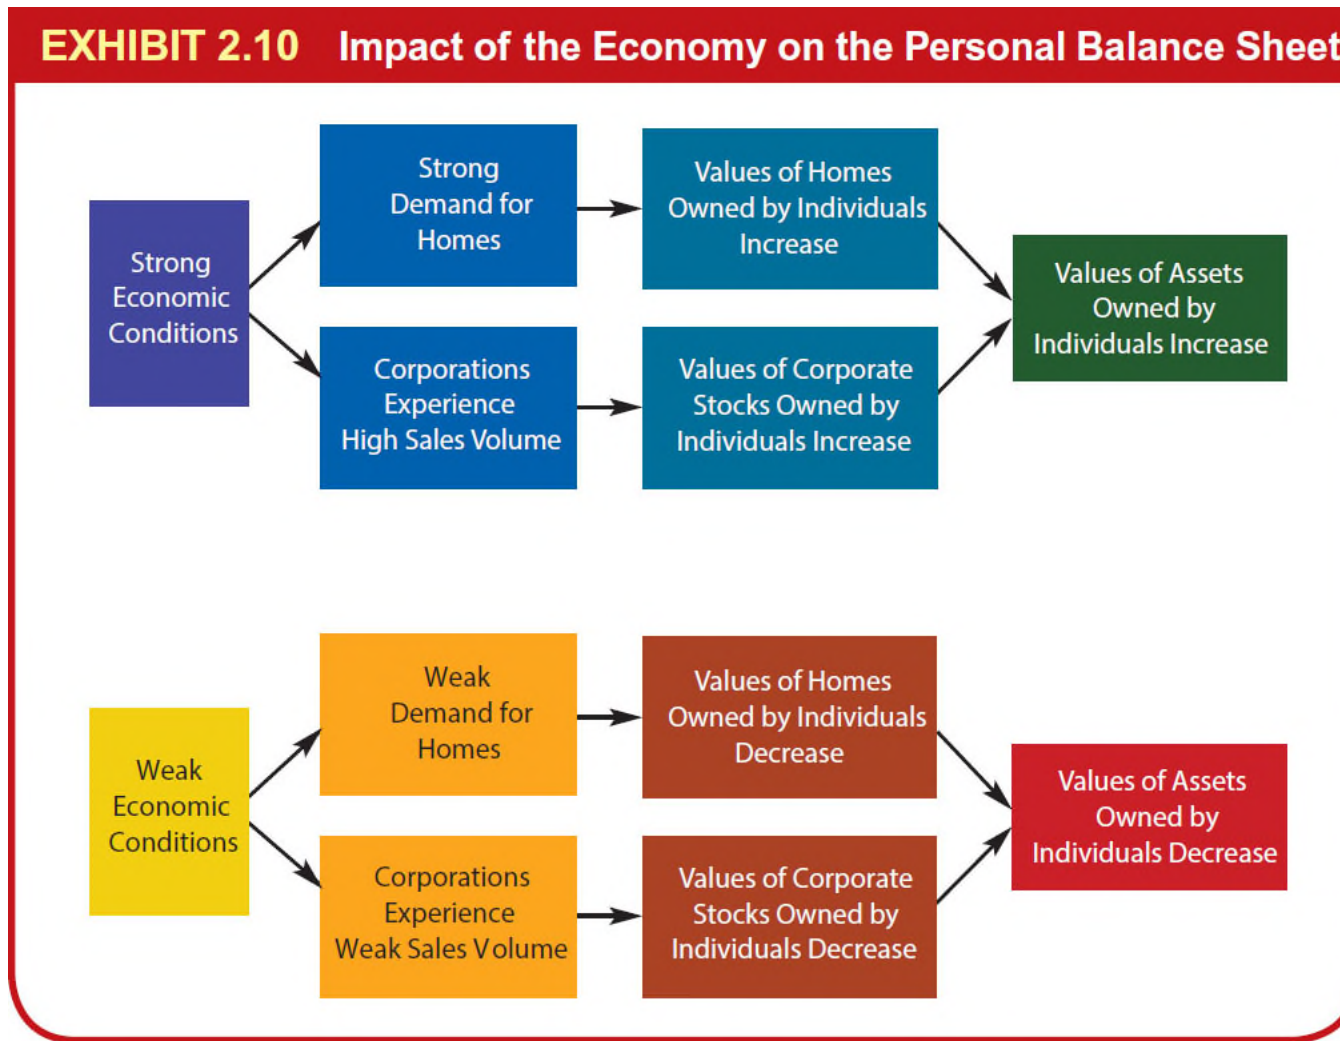 EXHIBIT 2.10 Impact of the Economy on the Personal Balance Sheet
Strong
Economic
Conditions
Strong
Demand for
Homes
Values of Homes
Owned by Individuals
Increase
Corporations
Experience
High Sales Volume
Values of Corporate
Stocks Owned by
Individuals Increase
Values of Assets
Owned by
Individuals Increase
Weak
Economic
Conditions
Weak
Demand for
Homes
Values of Homes
Owned by Individuals
Decrease
Corporations
Experience
Weak Sales Volume
Values of Corporate
Stocks Owned by
Individuals Decrease
Values of Assets
Owned by
Individuals Decrease